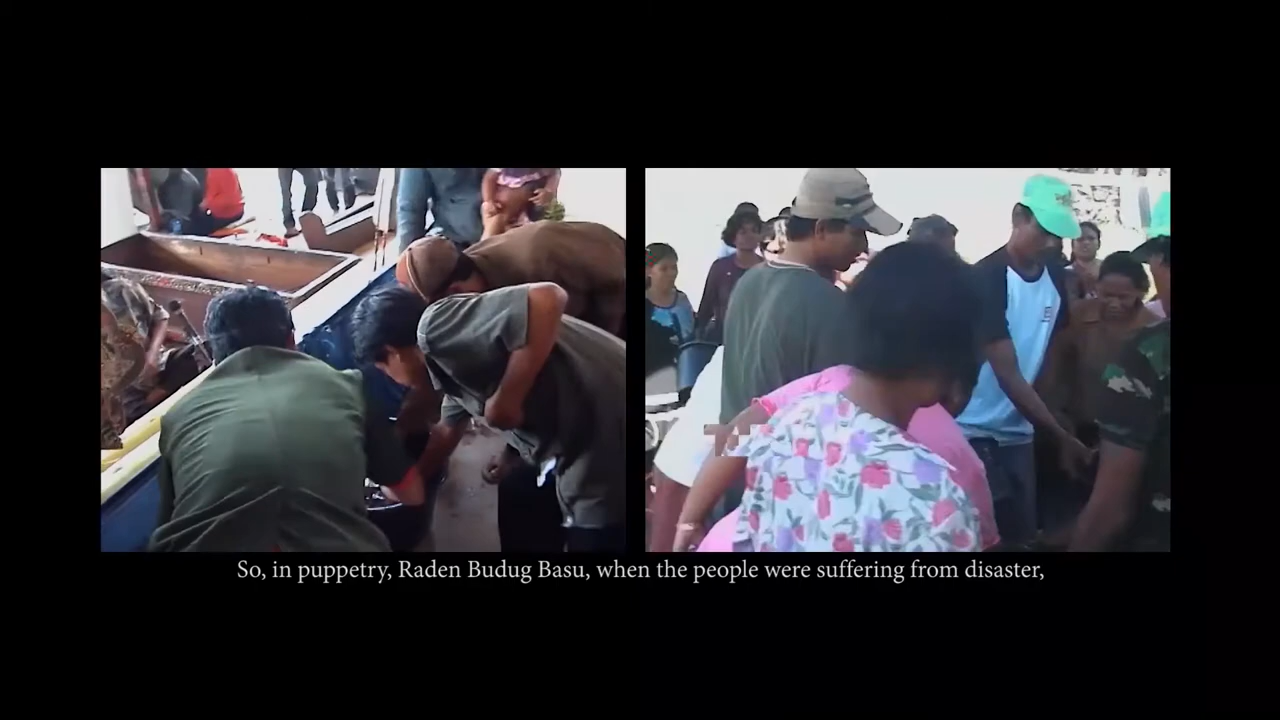 So, in puppetry, Raden Budug Basu, when the people were suffering from disaster,